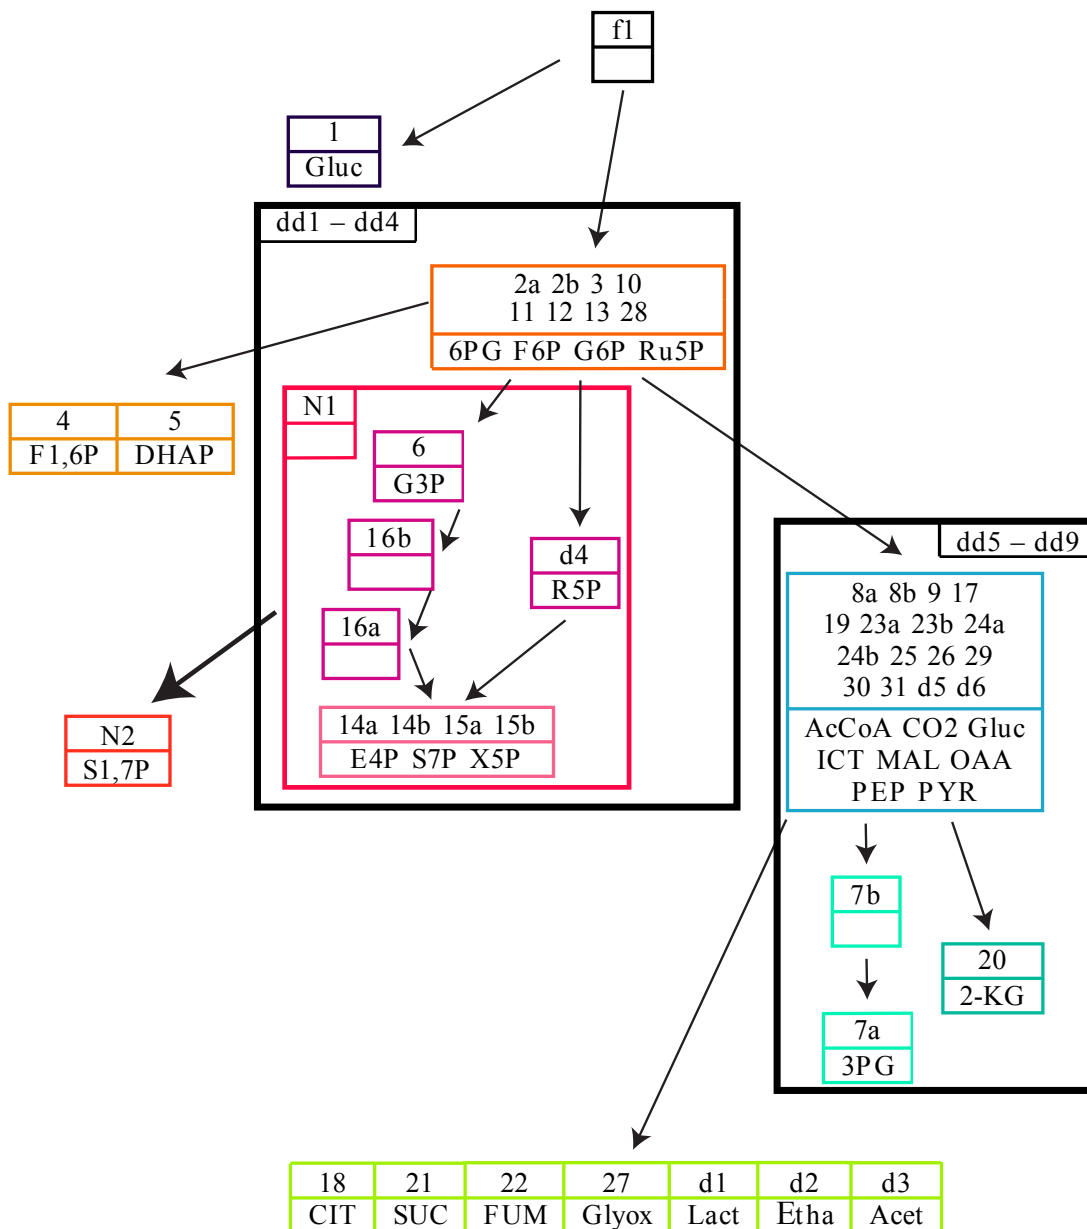 f1
1
Gluc
dd1 – dd4
2a 2b 3 10
11 12 13 28
6PG F6P G6P Ru5P
4 5
F1,6P DHAP
N1
6
G3P
16b
d4
R5P
16a
14a 14b 15a 15b
E4P S7P X5P
N2
S1,7P
dd5 – dd9
8a 8b 9 17
19 23a 23b 24a
24b 25 26 29
30 31 d5 d6
AcCoA CO2 Gluc
ICT MAL OAA
PEP PYR
7b
20
2-KG
7a
3PG
18 21 22 27 d1 d2 d3
CIT SUC FUM Glyox Lact Etha Acet